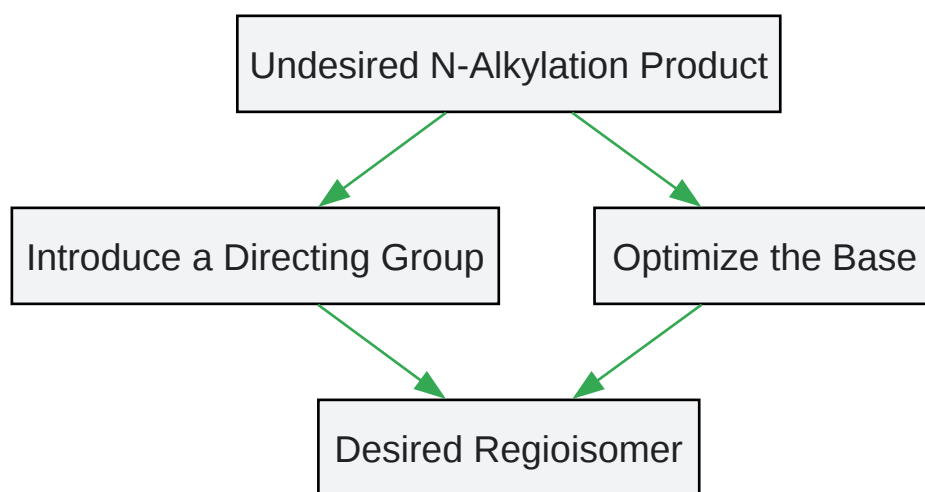 Undesired N-Alkylation Product
Introduce a Directing Group
Optimize the Base
Desired Regioisomer